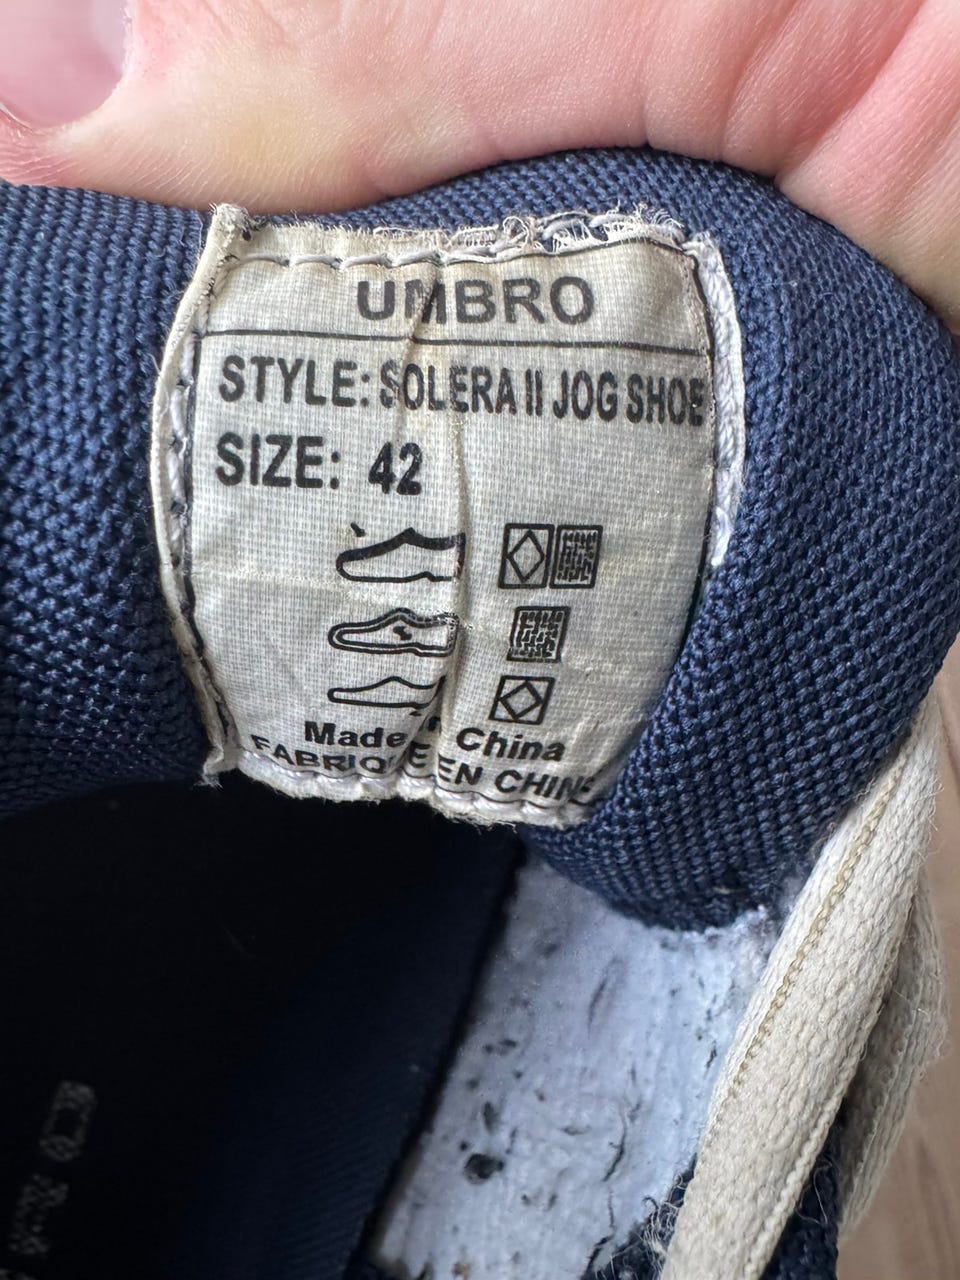 UMBRO
STYLE: SOLERA II JOG SHOE
SIZE: 42
Made in China
FABRIQUE EN CHINE